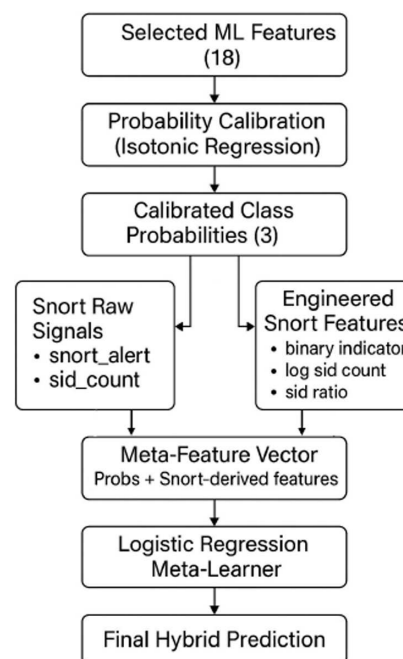 Selected ML Features
(18)
Probability Calibration
(Isotonic Regression)
Calibrated Class
Probabilities (3)
Snort Raw
Signals
• snort_alert
• sid_count
Engineered
Snort Features
• binary indicator
• log sid count
• sid ratio
Meta-Feature Vector
Probs + Snort-derived features
Logistic Regression
Meta-Learner
Final Hybrid Prediction